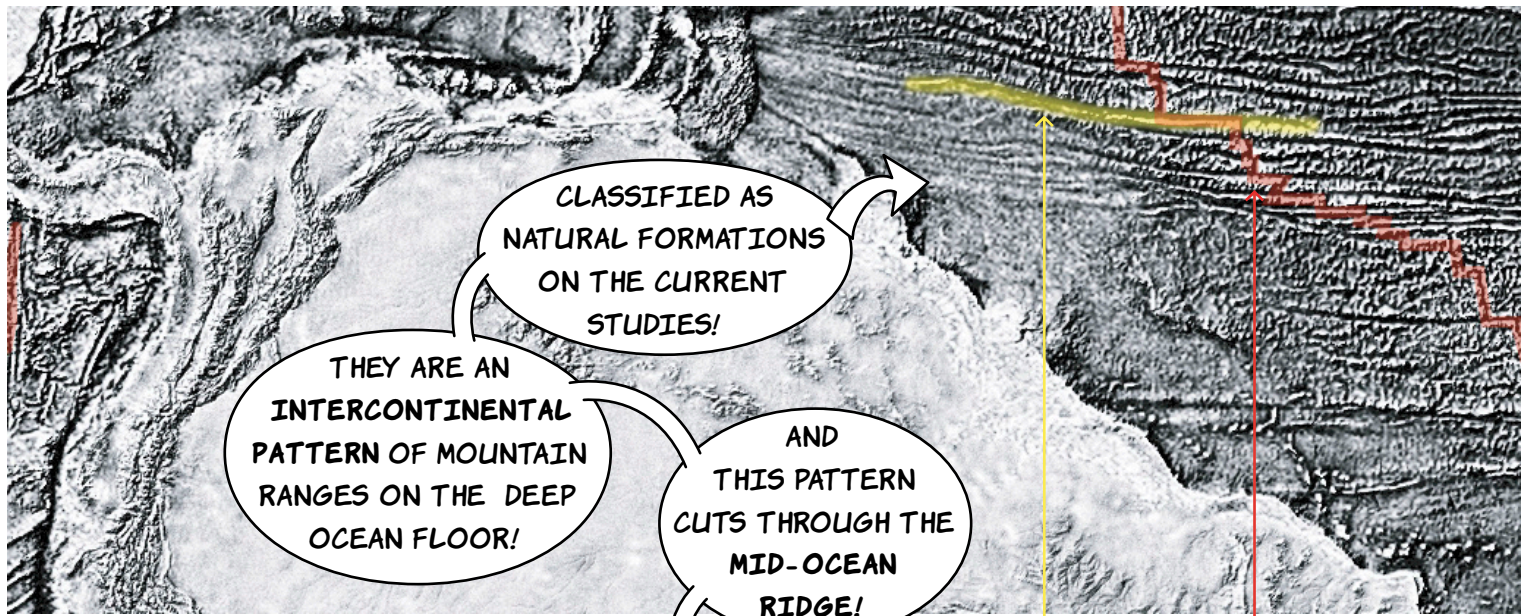 CLASSIFIED AS
NATURAL FORMATIONS
ON THE CURRENT
STUDIES!
THEY ARE AN
INTERCONTINENTAL
PATTERN OF MOUNTAIN
RANGES ON THE DEEP
OCEAN FLOOR!
AND
THIS PATTERN
CUTS THROUGH THE
MID-OCEAN
RIDGE!